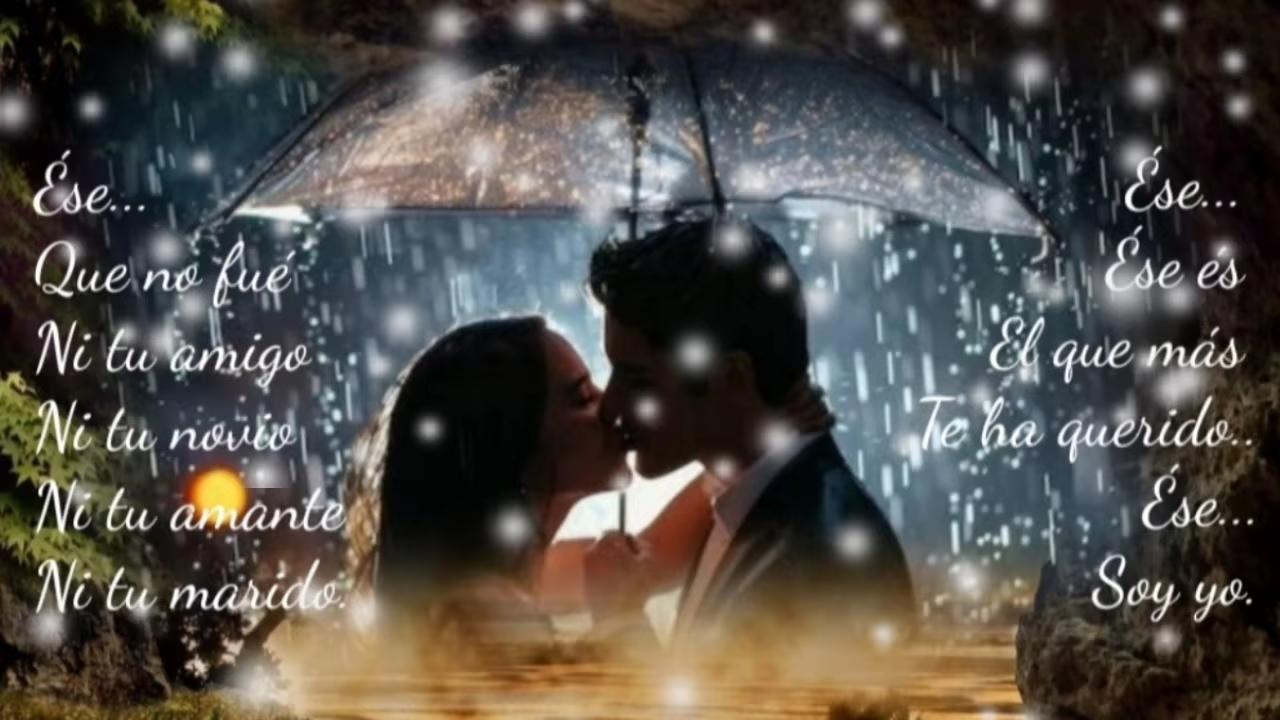 Ése...
Que no fué
Ni tu amigo
Ni tu novio
Ni tu amante
Ni tu marido.
Ése...
Ése és
El que más
Te ha querido..
Ése...
Soy yo.